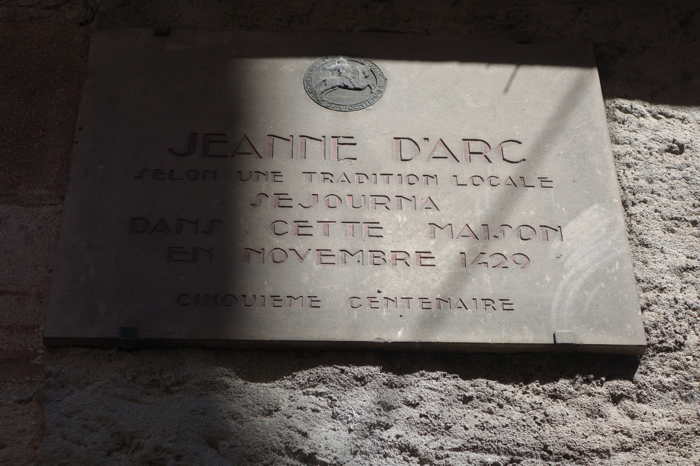 JEANNE D'ARC
SELON UNE TRADITION LOCALE
SEJOURNA
DANS CETTE MAISON
EN NOVEMBRE 1429
CINQUIEME CENTENAIRE